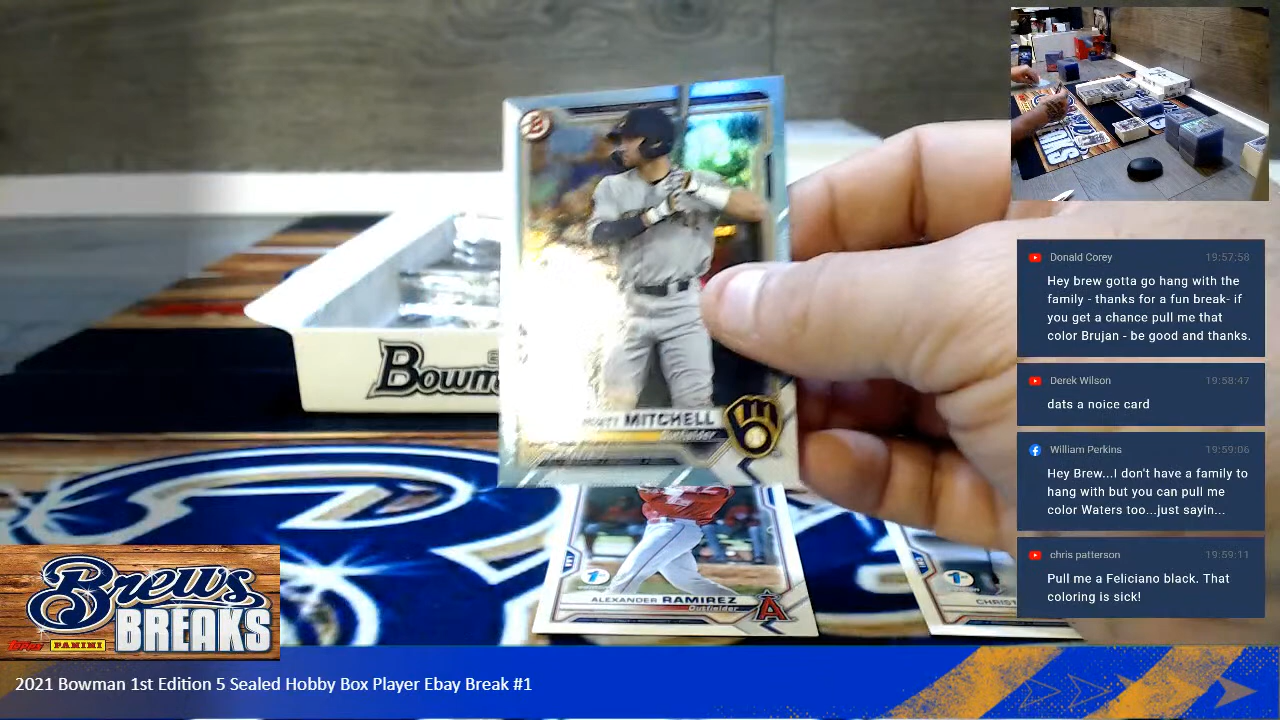 MITCHELL
Outfielder
Bowm
1st
ALEXANDER RAMIREZ
Outfielder
A
1st
CHRIST
BREAKS
Donald Corey 19:57:58
Hey brew gotta go hang with the
family - thanks for a fun break- if
you get a chance pull me that
color Brujan - be good and thanks.
Derek Wilson 19:58:47
dats a noice card
William Perkins 19:59:06
Hey Brew...I don't have a family to
hang with but you can pull me
color Waters too...just sayin...
chris patterson 19:59:11
Pull me a Feliciano black. That
coloring is sick!
Brews
BREAKS
Topps PANINI
2021 Bowman 1st Edition 5 Sealed Hobby Box Player Ebay Break #1